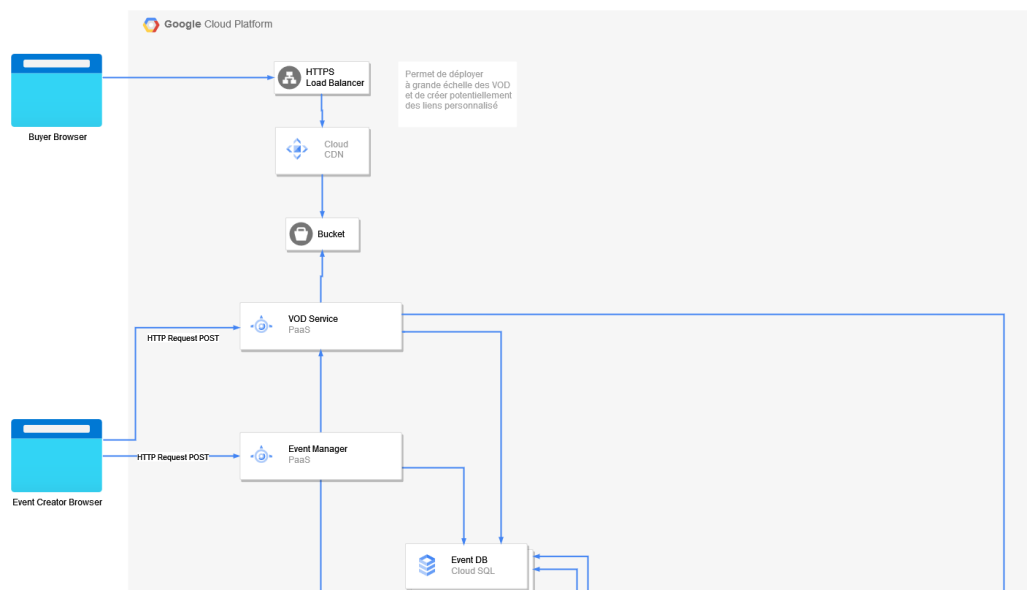 Google Cloud Platform
HTTPS
Load Balancer
Permet de déployer
à grande échelle des VOD
et de créer potentiellement
des liens personnalisé
Buyer Browser
Cloud
CDN
Bucket
VOD Service
PaaS
HTTP Request POST
Event Manager
PaaS
HTTP Request POST
Event Creator Browser
Event DB
Cloud SQL